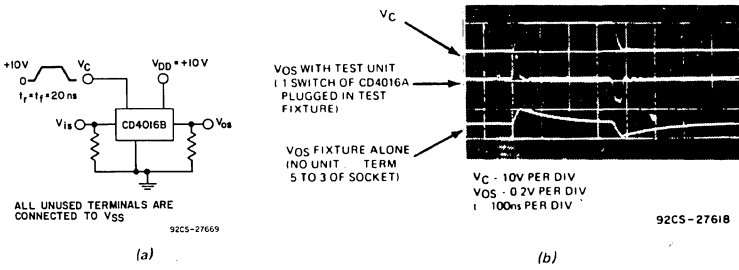 +10V
0
tr=tf=20ns
VC
VDD=+10V
Vis
CD4016B
Vos
ALL UNUSED TERMINALS ARE
CONNECTED TO VSS
92CS-27669
(a)
VC
VOS WITH TEST UNIT
(1 SWITCH OF CD4016A
PLUGGED IN TEST
FIXTURE)
VOS FIXTURE ALONE
(NO UNIT TERM
5 TO 3 OF SOCKET)
VC - 10V PER DIV
VOS - 0.2V PER DIV
t 100ns PER DIV
92CS-27618
(b)